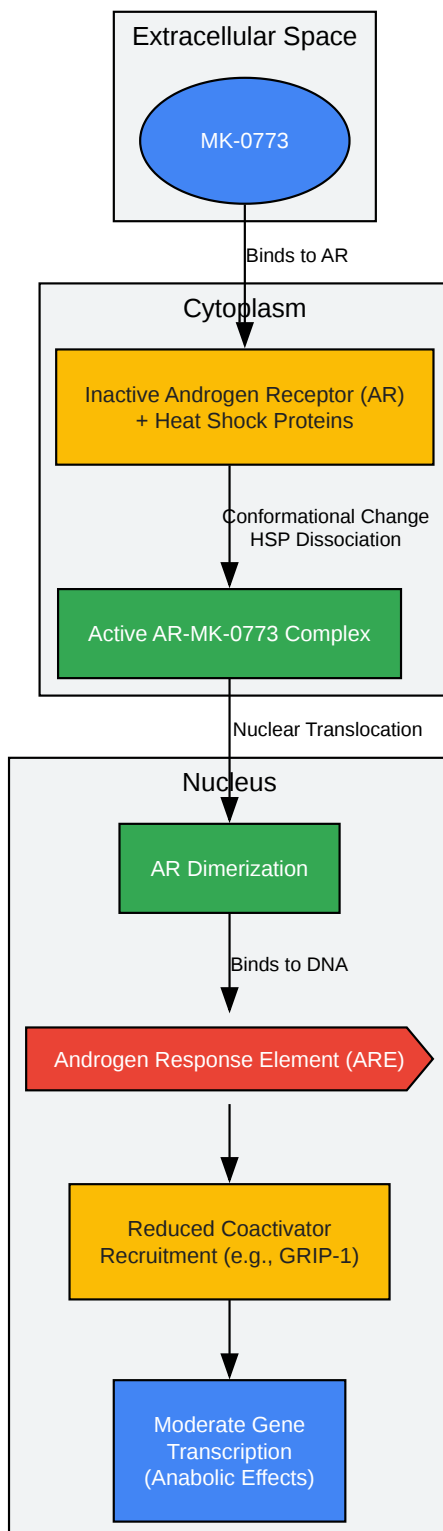 Extracellular Space
MK-0773
Binds to AR
Cytoplasm
Inactive Androgen Receptor (AR)
+ Heat Shock Proteins
Conformational Change
HSP Dissociation
Active AR-MK-0773 Complex
Nuclear Translocation
Nucleus
AR Dimerization
Binds to DNA
Androgen Response Element (ARE)
Reduced Coactivator
Recruitment (e.g., GRIP-1)
Moderate Gene
Transcription
(Anabolic Effects)